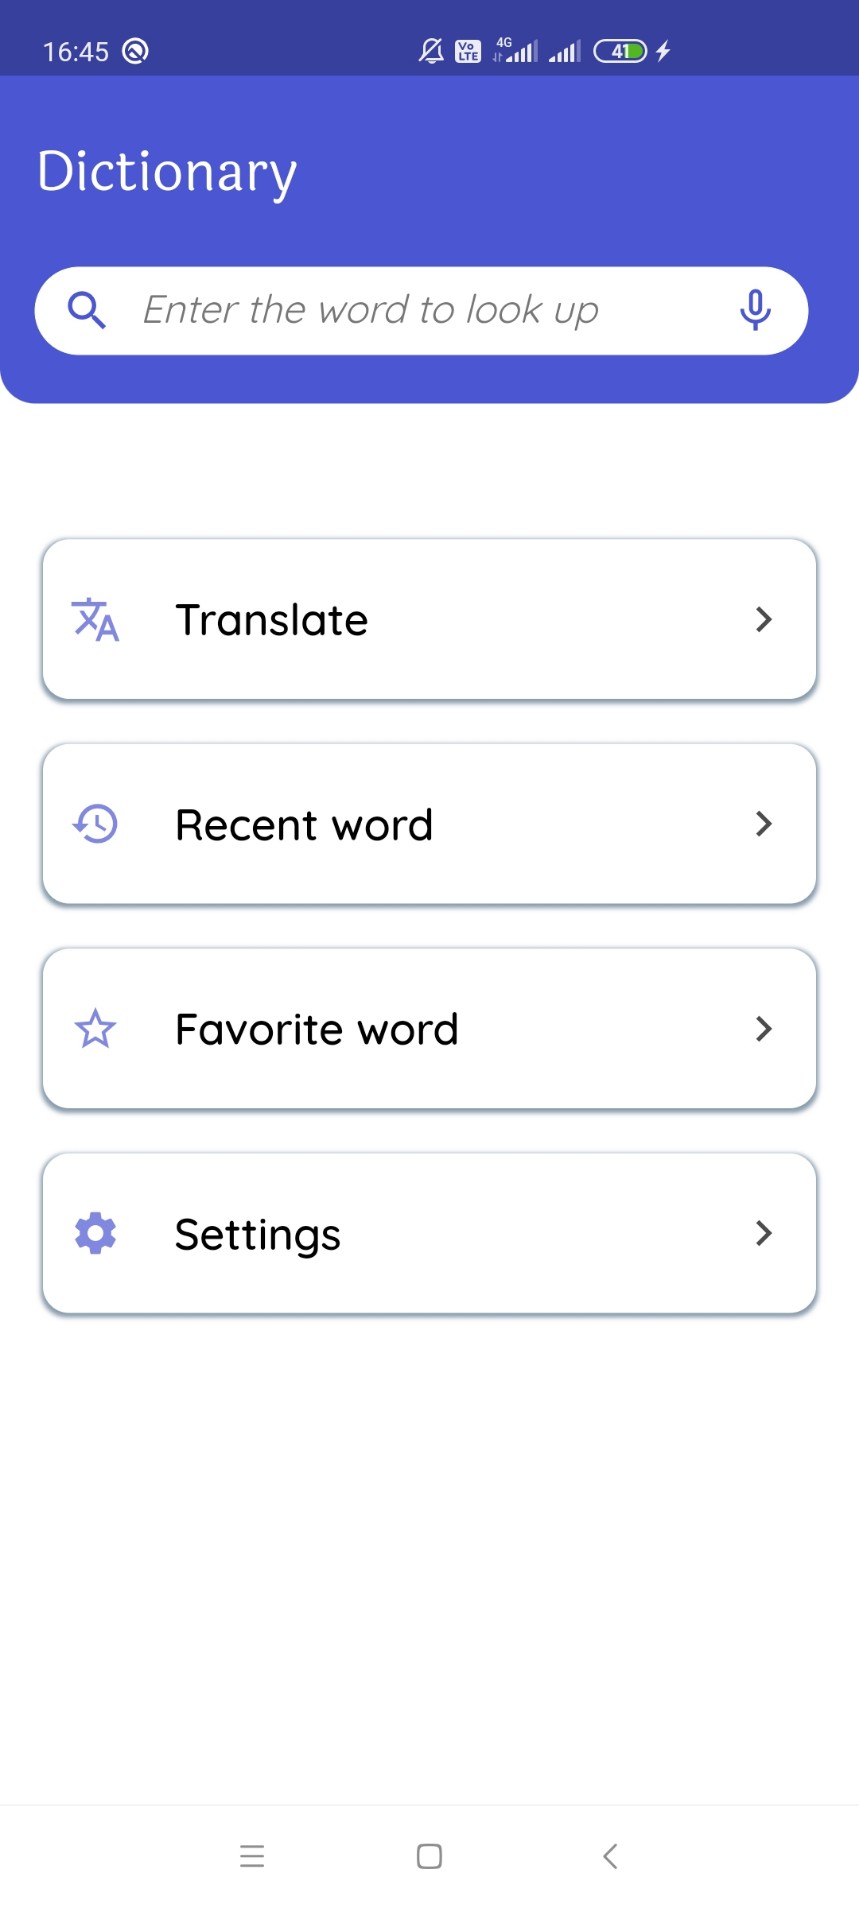 16:45 Vo LTE 4G 41
Dictionary
Enter the word to look up
Translate
Recent word
Favorite word
Settings